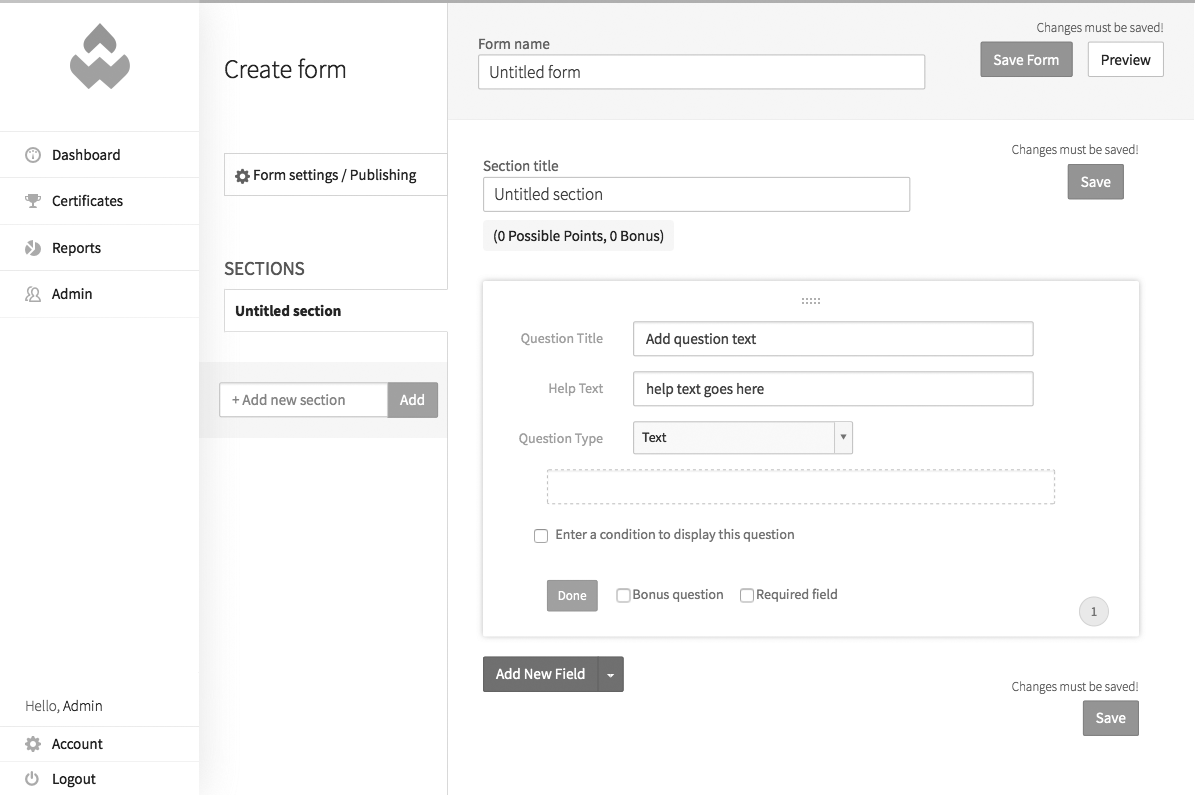 Dashboard
Certificates
Reports
Admin
Hello, Admin
Account
Logout
Create form
Form settings / Publishing
SECTIONS
Untitled section
+ Add new section
Add
Changes must be saved!
Form name
Untitled form
Save Form
Preview
Changes must be saved!
Section title
Untitled section
Save
(0 Possible Points, 0 Bonus)
Question Title
Add question text
Help Text
help text goes here
Question Type
Text
Enter a condition to display this question
Done
Bonus question
Required field
1
Add New Field
Changes must be saved!
Save